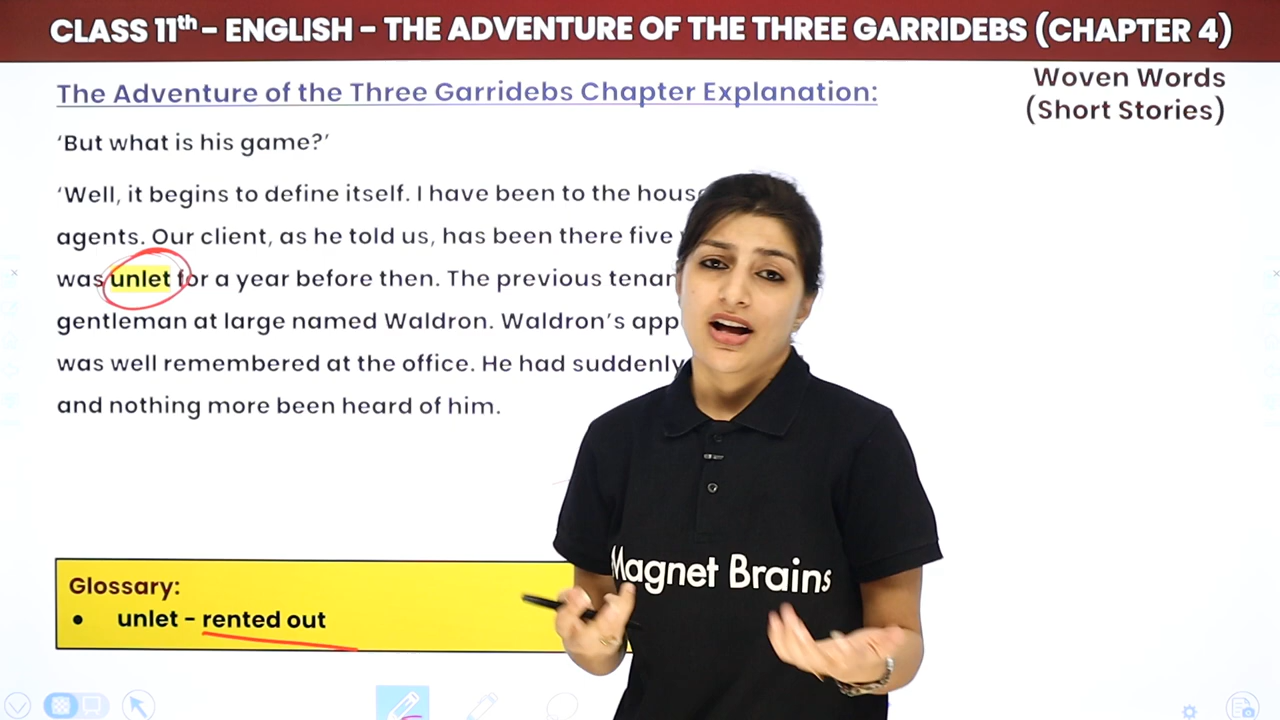 CLASS 11th - ENGLISH - THE ADVENTURE OF THE THREE GARRIDEBS (CHAPTER 4)
Woven Words
(Short Stories)
The Adventure of the Three Garridebs Chapter Explanation:
‘But what is his game?’
‘Well, it begins to define itself. I have been to the hous
agents. Our client, as he told us, has been there five
was unlet for a year before then. The previous tenan
gentleman at large named Waldron. Waldron’s app
was well remembered at the office. He had suddenly
and nothing more been heard of him.
Glossary:
• unlet - rented out
Magnet Brains